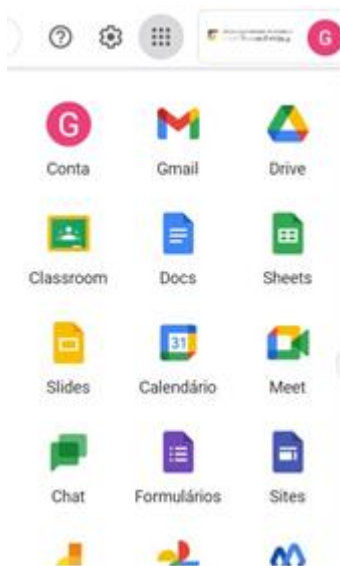 G
G
Conta Gmail Drive
Classroom Docs Sheets
31
Slides Calendário Meet
Chat Formulários Sites